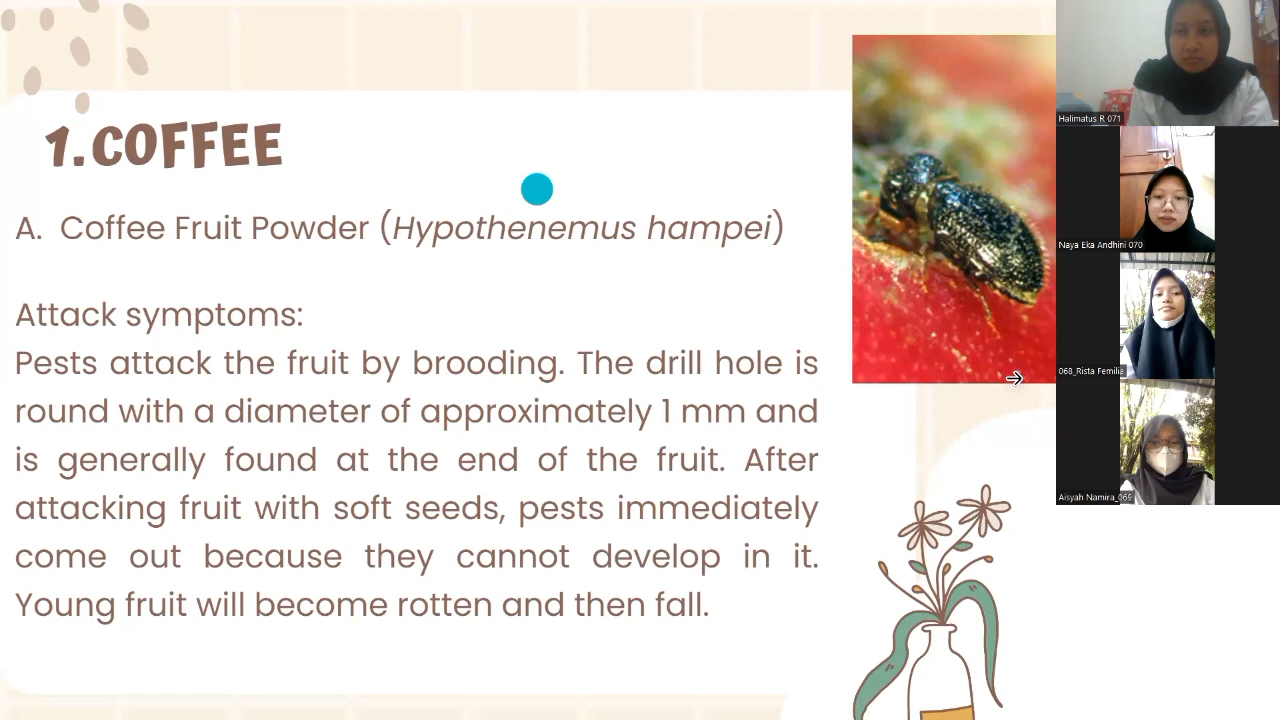 1.COFFEE
A. Coffee Fruit Powder (Hypothenemus hampei)
Attack symptoms:
Pests attack the fruit by brooding. The drill hole is
round with a diameter of approximately 1 mm and
is generally found at the end of the fruit. After
attacking fruit with soft seeds, pests immediately
come out because they cannot develop in it.
Young fruit will become rotten and then fall.
Halimatus R 071
Naya Eka Andhini 070
068_Rista Femilia
Aisyah Namira_069